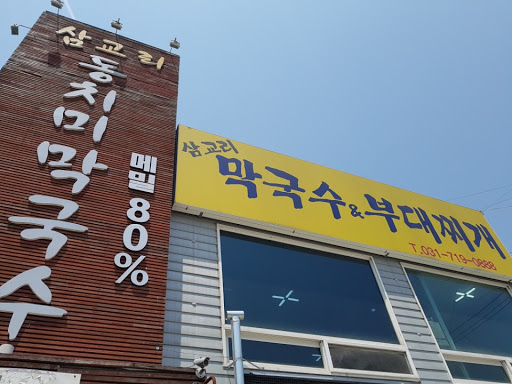 삼교리
동치미막국수
메밀 80%
삼교리
막국수&부대찌개
T.031-719-0888